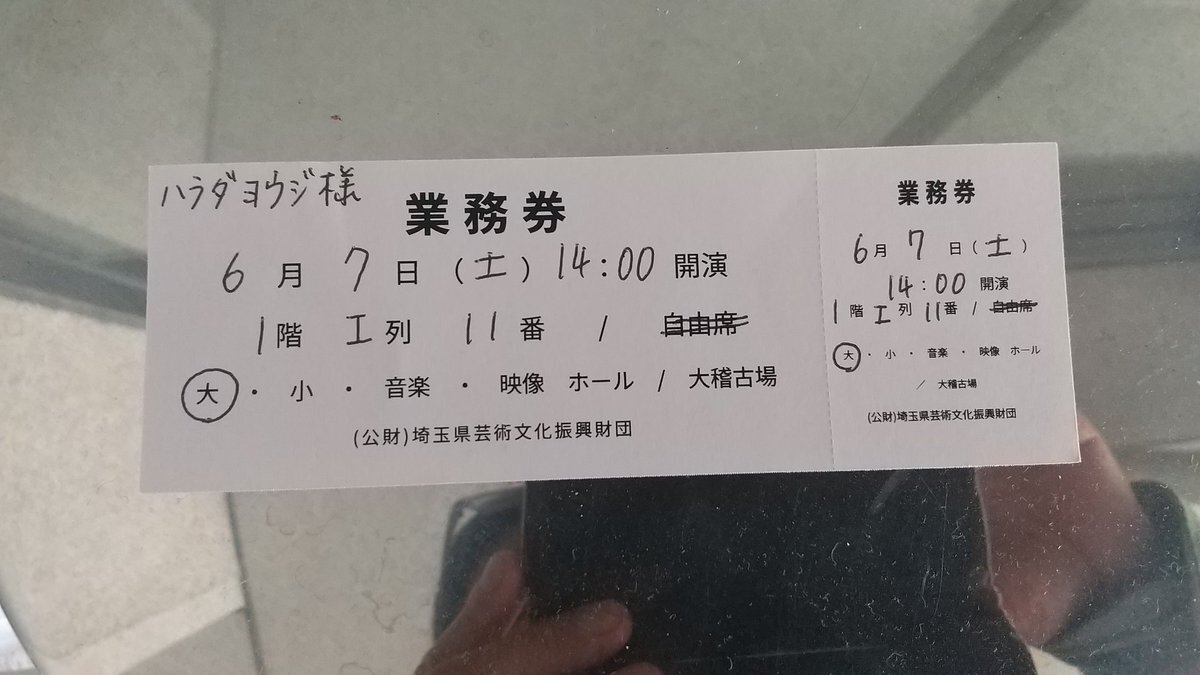 ハラダヨウジ様
業務券
6月7日(土)14:00開演
1階I列11番 / 自由席
大・小・音楽・映像 ホール / 大稽古場
(公財)埼玉県芸術文化振興財団
業務券
6月7日(土)
14:00開演
1階I列11番 / 自由席
大・小・音楽・映像 ホール
/ 大稽古場
(公財)埼玉県芸術文化振興財団